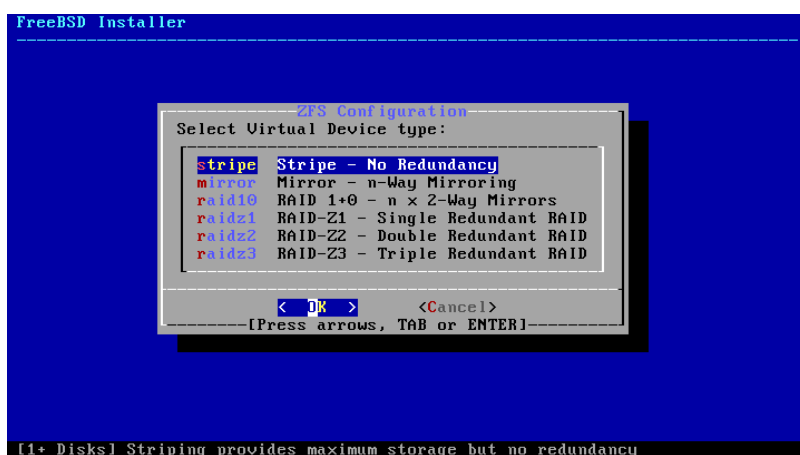 FreeBSD Installer
ZFS Configuration
Select Virtual Device type:
stripe Stripe - No Redundancy
mirror Mirror - n-Way Mirroring
raid10 RAID 1+0 - n x 2-Way Mirrors
raidz1 RAID-Z1 - Single Redundant RAID
raidz2 RAID-Z2 - Double Redundant RAID
raidz3 RAID-Z3 - Triple Redundant RAID
< OK > <Cancel>
[Press arrows, TAB or ENTER]
[1+ Disks] Striping provides maximum storage but no redundancy